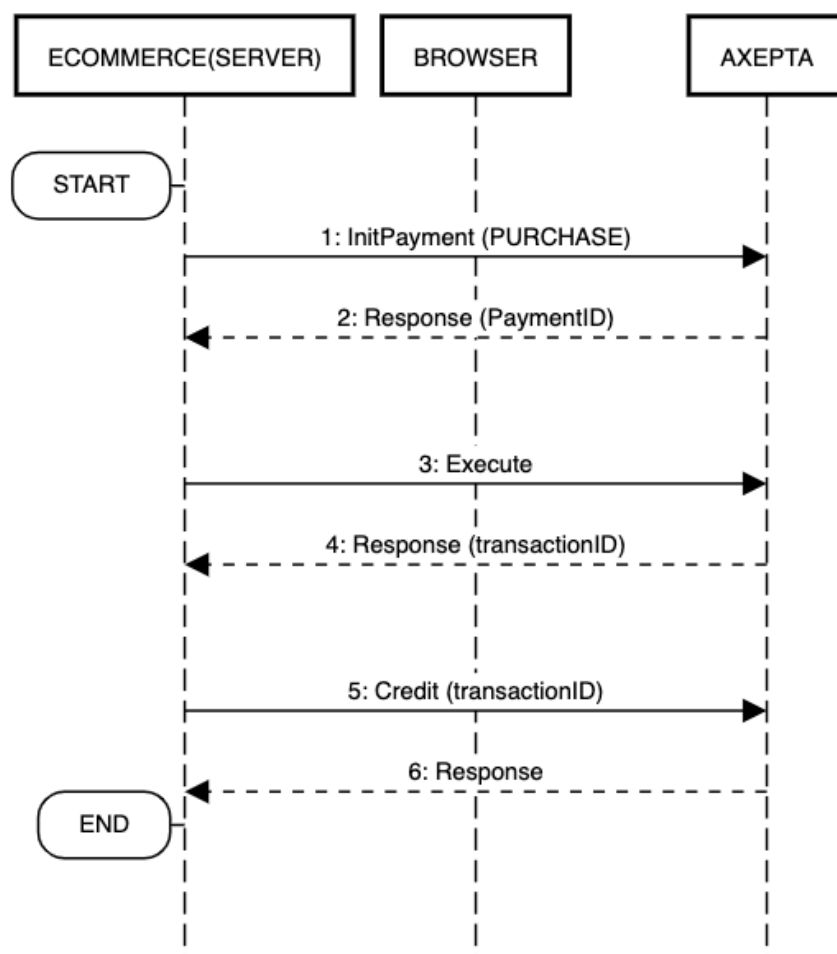 ECOMMERCE(SERVER)
BROWSER
AXEPTA
START
1: InitPayment (PURCHASE)
2: Response (PaymentID)
3: Execute
4: Response (transactionID)
5: Credit (transactionID)
6: Response
END